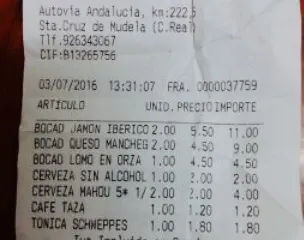 Autovia Andalucia, km:222,5
Sta.Cruz de Mudela (C.Real
Tlf.926343067
CIF:B13265756
03/07/2016 13:31:07 FRA. 0000037759
ARTICULO UNID. PRECIO IMPORTE
BOCAD JAMON IBERICO 2.00 5.50 11.00
BOCAD QUESO MANCHEG 2.00 4.50 9.00
BOCAD LOMO EN ORZA 1.00 4.50 4.50
CERVEZA SIN ALCOHOL 1.00 2.00 2.00
CERVEZA MAHOU 5* 1/ 2.00 2.00 4.00
CAFE TAZA 1.00 1.20 1.20
TONICA SCHWEPPES 1.00 1.80 1.80